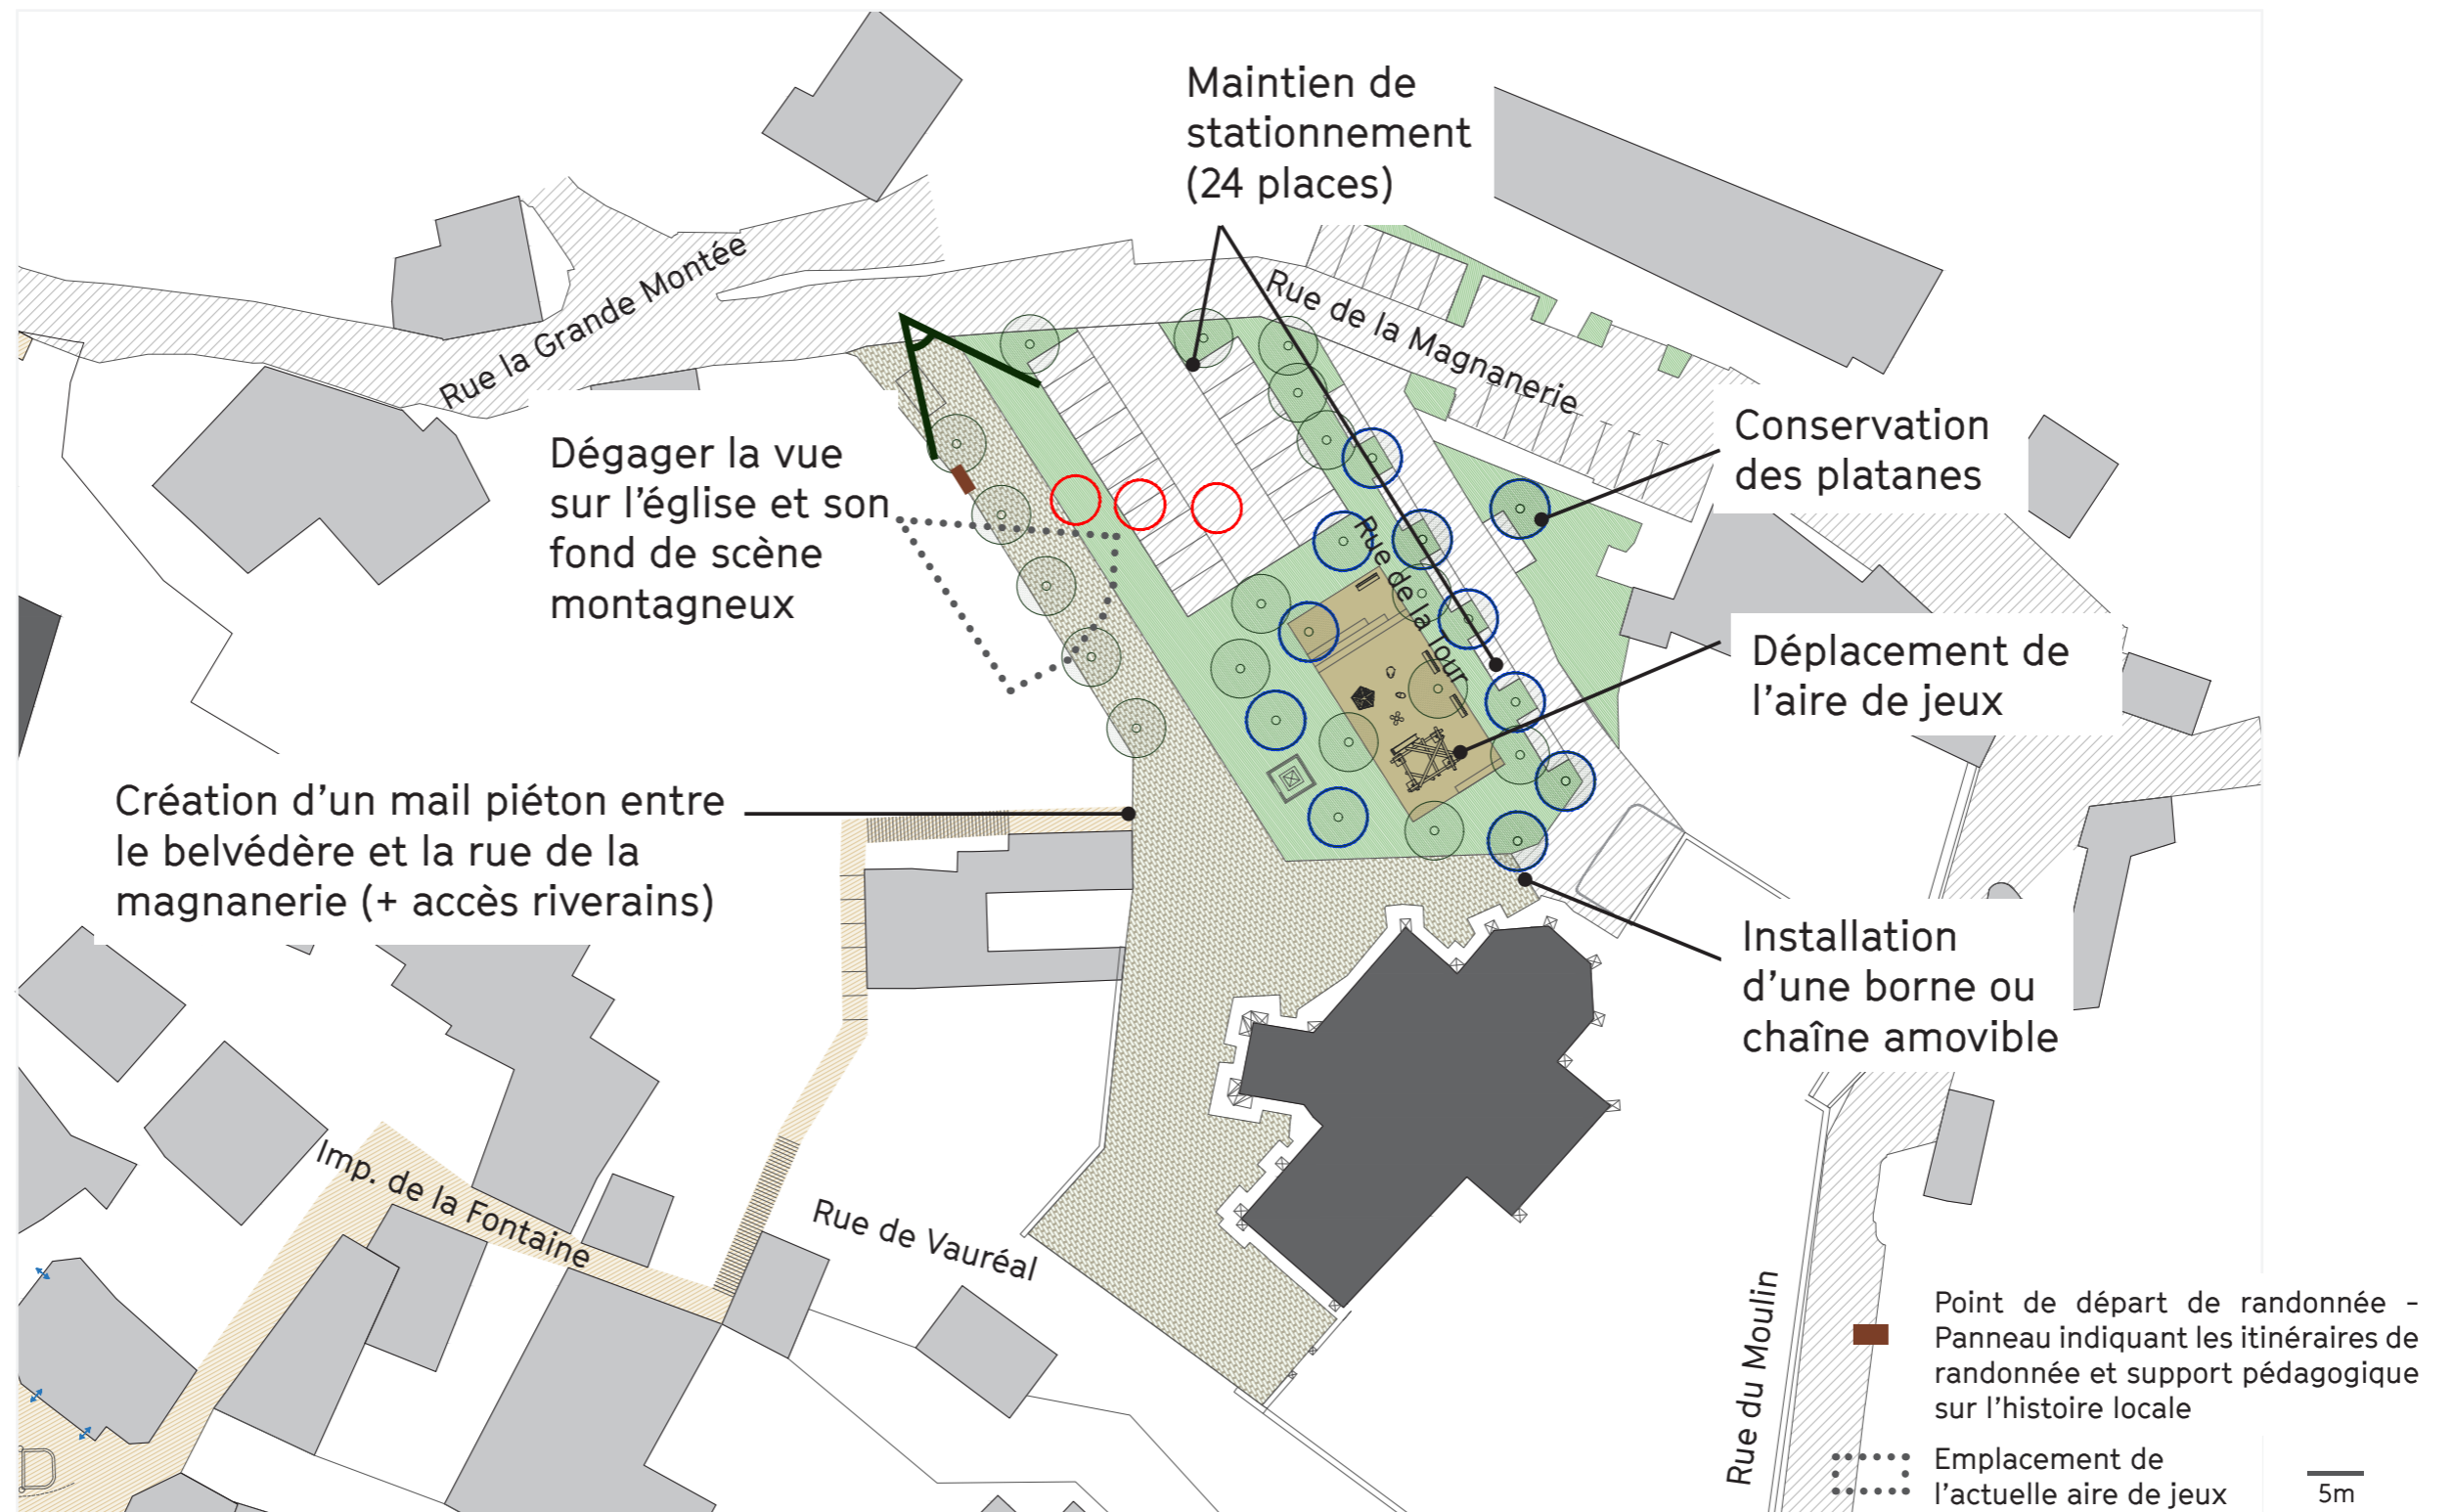 Maintien de
stationnement
(24 places)
Rue la Grande Montée
Rue de la Magnanerie
Dégager la vue
sur l'église et son
fond de scène
montagneux
Conservation
des platanes
Rue de la Tour
Déplacement de
l'aire de jeux
Création d'un mail piéton entre
le belvédère et la rue de la
magnanerie (+ accès riverains)
Installation
d'une borne ou
chaîne amovible
Imp. de la Fontaine
Rue de Vauréal
Rue du Moulin
Point de départ de randonnée -
Panneau indiquant les itinéraires de
randonnée et support pédagogique
sur l'histoire locale
Emplacement de
l'actuelle aire de jeux
5m